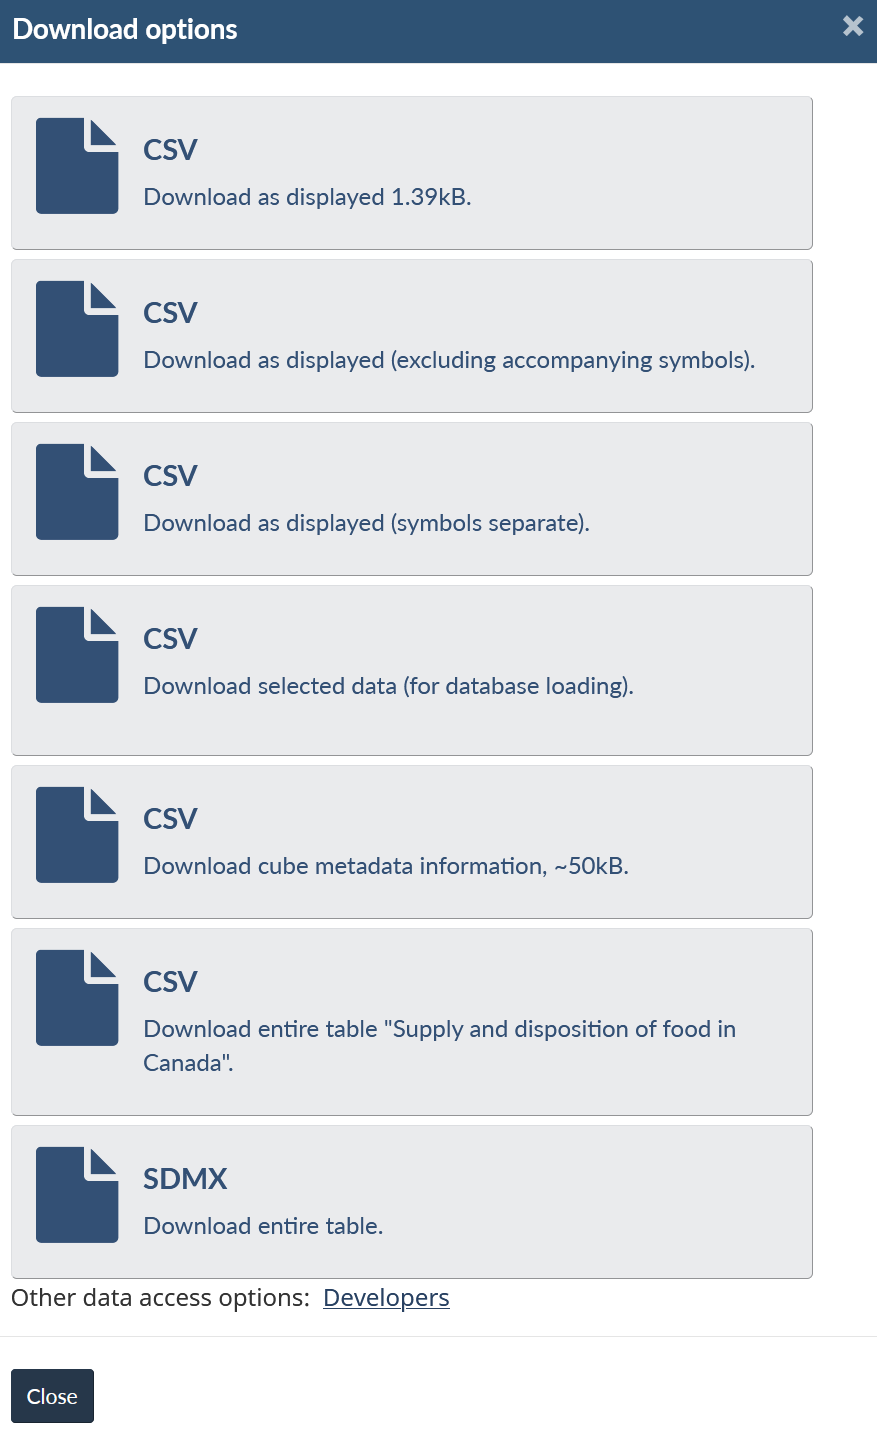 Download options
CSV
Download as displayed 1.39kB.
CSV
Download as displayed (excluding accompanying symbols).
CSV
Download as displayed (symbols separate).
CSV
Download selected data (for database loading).
CSV
Download cube metadata information, ~50kB.
CSV
Download entire table "Supply and disposition of food in
Canada".
SDMX
Download entire table.
Other data access options: Developers
Close